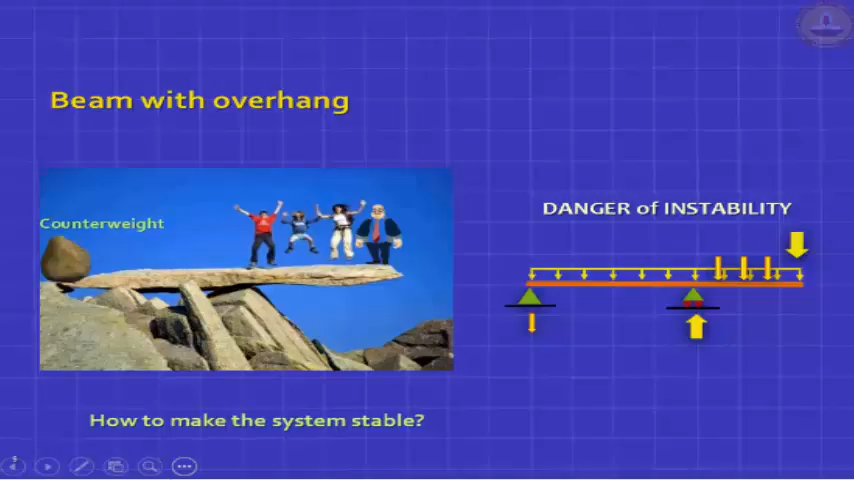 Beam with overhang
Counterweight
DANGER of INSTABILITY
How to make the system stable?